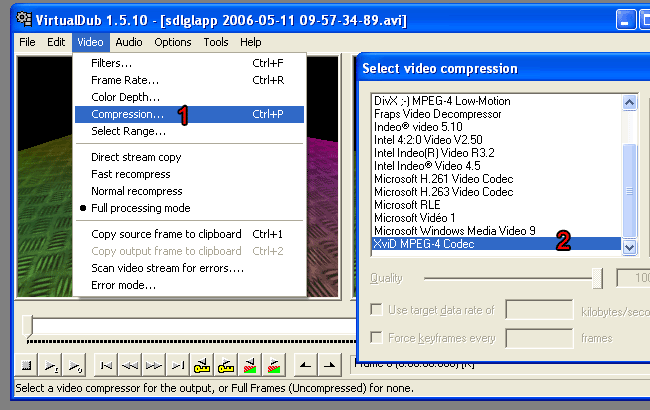 VirtualDub 1.5.10 - [sdlglapp 2006-05-11 09-57-34-89.avi]
File Edit Video Audio Options Tools Help
Filters... Ctrl+F
Frame Rate... Ctrl+R
Color Depth...
Compression... 1 Ctrl+P
Select Range...
Direct stream copy
Fast recompress
Normal recompress
Full processing mode
Copy source frame to clipboard Ctrl+1
Copy output frame to clipboard Ctrl+2
Scan video stream for errors....
Error mode...
Select video compression
DivX ;-) MPEG-4 Low-Motion
Fraps Video Decompressor
Indeo® video 5.10
Intel 4:2:0 Video V2.50
Intel Indeo(R) Video R3.2
Intel Indeo® Video 4.5
Microsoft H.261 Video Codec
Microsoft H.263 Video Codec
Microsoft RLE
Microsoft Vidéo 1
Microsoft Windows Media Video 9
XviD MPEG-4 Codec 2
Quality 100
Use target data rate of kilobytes/seco
Force keyframes every frames
Select a video compressor for the output, or Full Frames (Uncompressed) for none.